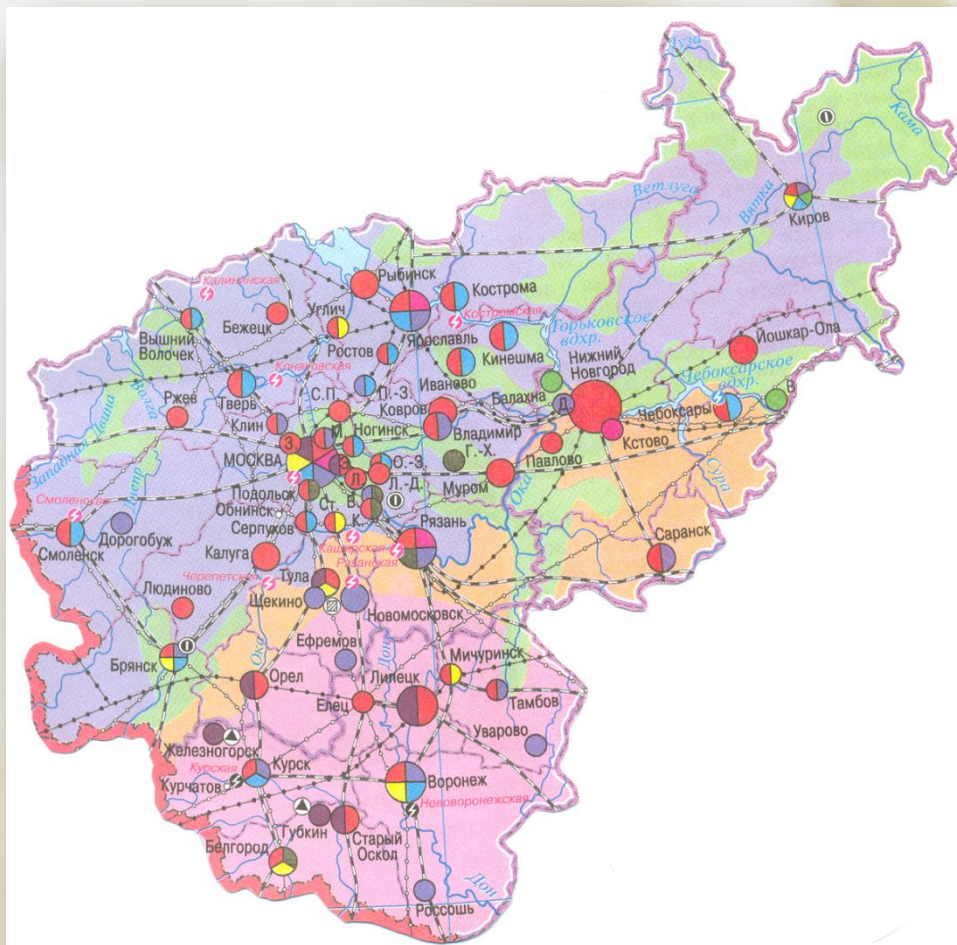 Луза
Кама
Ветлуга
Вятка
Киров
Калининская
Рыбинск
Кострома
Костромская
Углич
Бежецк
Вышний
Волочек
Ярославль
Горьковское
вдхр.
Йошкар-Ола
Ростов
Кинешма
Нижний
Новгород
Конаковская
Иваново
Чебоксарское
вдхр.
Тверь
С.П.
П.-З.
Балахна
Д.
В.
Волга
Ржев
Ковров
Чебоксары
Клин
И.
Ногинск
Владимир
Кстово
Западная Двина
З.
МОСКВА
Э.
О.-З.
Г.-Х.
Павлово
Л.
Л.-Д.
Муром
Ока
Сура
Днепр
Подольск
Ст.
В.
Смоленская
Обнинск
К.
Серпухов
Рязань
Саранск
Смоленск
Дорогобуж
Калуга
Каширская
Рязанская
Черепетская
Тула
Людиново
Щекино
Новомосковск
Ефремов
Дон
Мичуринск
Брянск
Ока
Орел
Липецк
Елец
Тамбов
Уварово
Железногорск
Курская
Курск
Курчатов
Воронеж
Нововоронежская
Губкин
Старый
Оскол
Белгород
Дон
Россошь